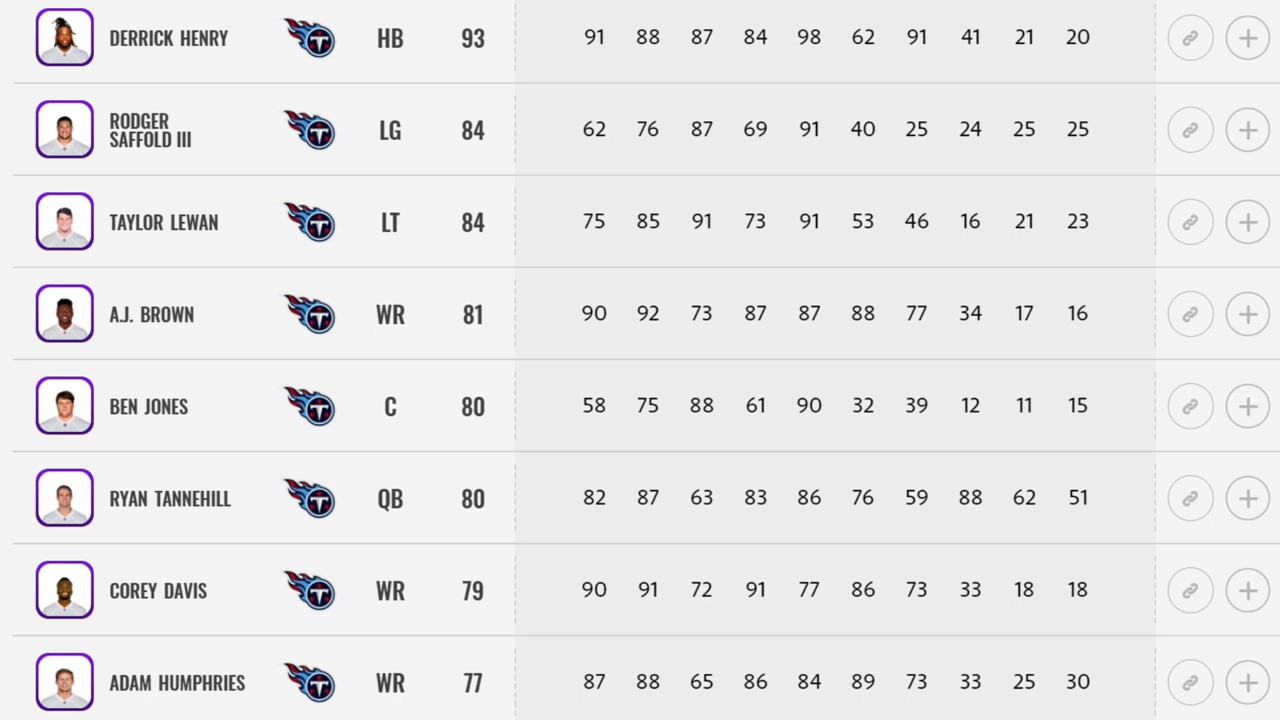 DERRICK HENRY HB 93 91 88 87 84 98 62 91 41 21 20
RODGER
SAFFOLD III LG 84 62 76 87 69 91 40 25 24 25 25
TAYLOR LEWAN LT 84 75 85 91 73 91 53 46 16 21 23
A.J. BROWN WR 81 90 92 73 87 87 88 77 34 17 16
BEN JONES C 80 58 75 88 61 90 32 39 12 11 15
RYAN TANNEHILL QB 80 82 87 63 83 86 76 59 88 62 51
COREY DAVIS WR 79 90 91 72 91 77 86 73 33 18 18
ADAM HUMPHRIES WR 77 87 88 65 86 84 89 73 33 25 30